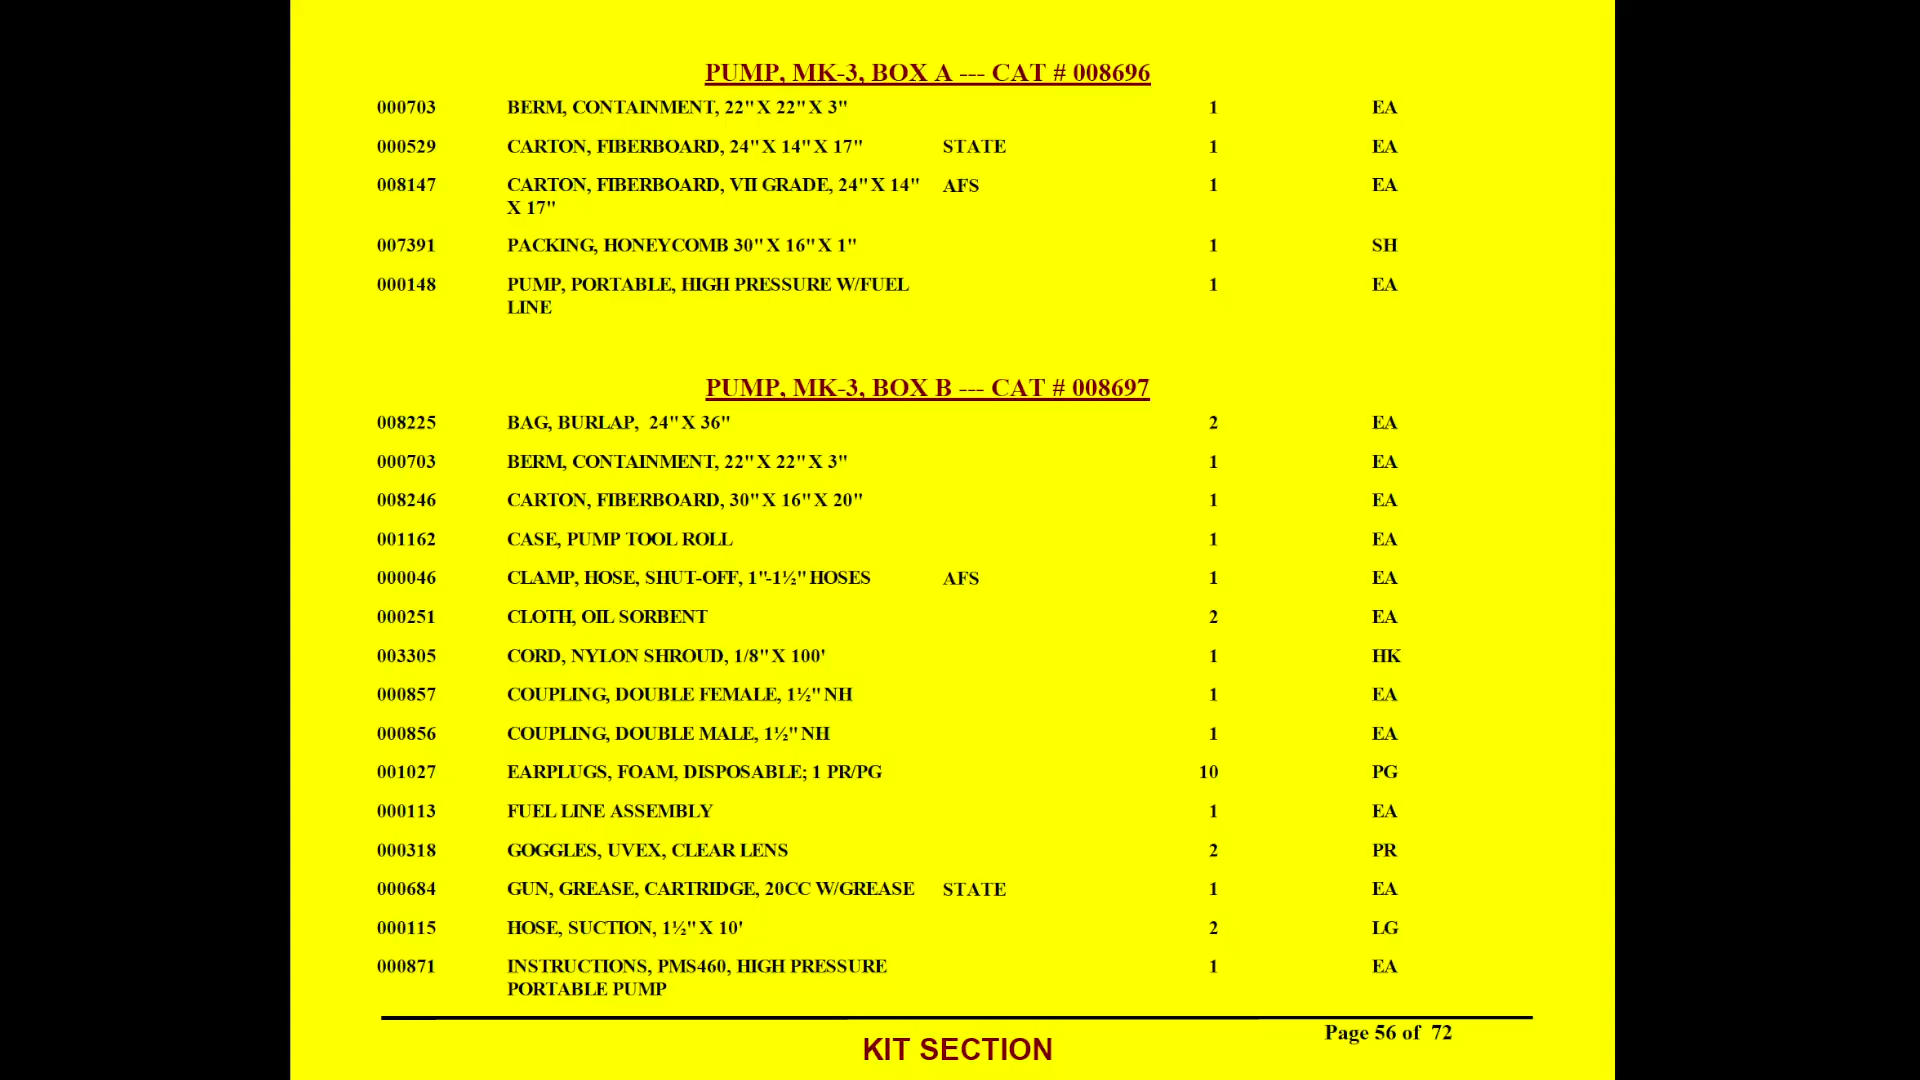 PUMP, MK-3, BOX A --- CAT # 008696
000703 BERM, CONTAINMENT, 22" X 22" X 3" 1 EA
000529 CARTON, FIBERBOARD, 24" X 14" X 17" STATE 1 EA
008147 CARTON, FIBERBOARD, VII GRADE, 24" X 14" AFS 1 EA
X 17"
007391 PACKING, HONEYCOMB 30" X 16" X 1" 1 SH
000148 PUMP, PORTABLE, HIGH PRESSURE W/FUEL 1 EA
LINE
PUMP, MK-3, BOX B --- CAT # 008697
008225 BAG, BURLAP, 24" X 36" 2 EA
000703 BERM, CONTAINMENT, 22" X 22" X 3" 1 EA
008246 CARTON, FIBERBOARD, 30" X 16" X 20" 1 EA
001162 CASE, PUMP TOOL ROLL 1 EA
000046 CLAMP, HOSE, SHUT-OFF, 1"-1½" HOSES AFS 1 EA
000251 CLOTH, OIL SORBENT 2 EA
003305 CORD, NYLON SHROUD, 1/8" X 100' 1 HK
000857 COUPLING, DOUBLE FEMALE, 1½" NH 1 EA
000856 COUPLING, DOUBLE MALE, 1½" NH 1 EA
001027 EARPLUGS, FOAM, DISPOSABLE; 1 PR/PG 10 PG
000113 FUEL LINE ASSEMBLY 1 EA
000318 GOGGLES, UVEX, CLEAR LENS 2 PR
000684 GUN, GREASE, CARTRIDGE, 20CC W/GREASE STATE 1 EA
000115 HOSE, SUCTION, 1½" X 10' 2 LG
000871 INSTRUCTIONS, PMS460, HIGH PRESSURE 1 EA
PORTABLE PUMP
Page 56 of 72
KIT SECTION